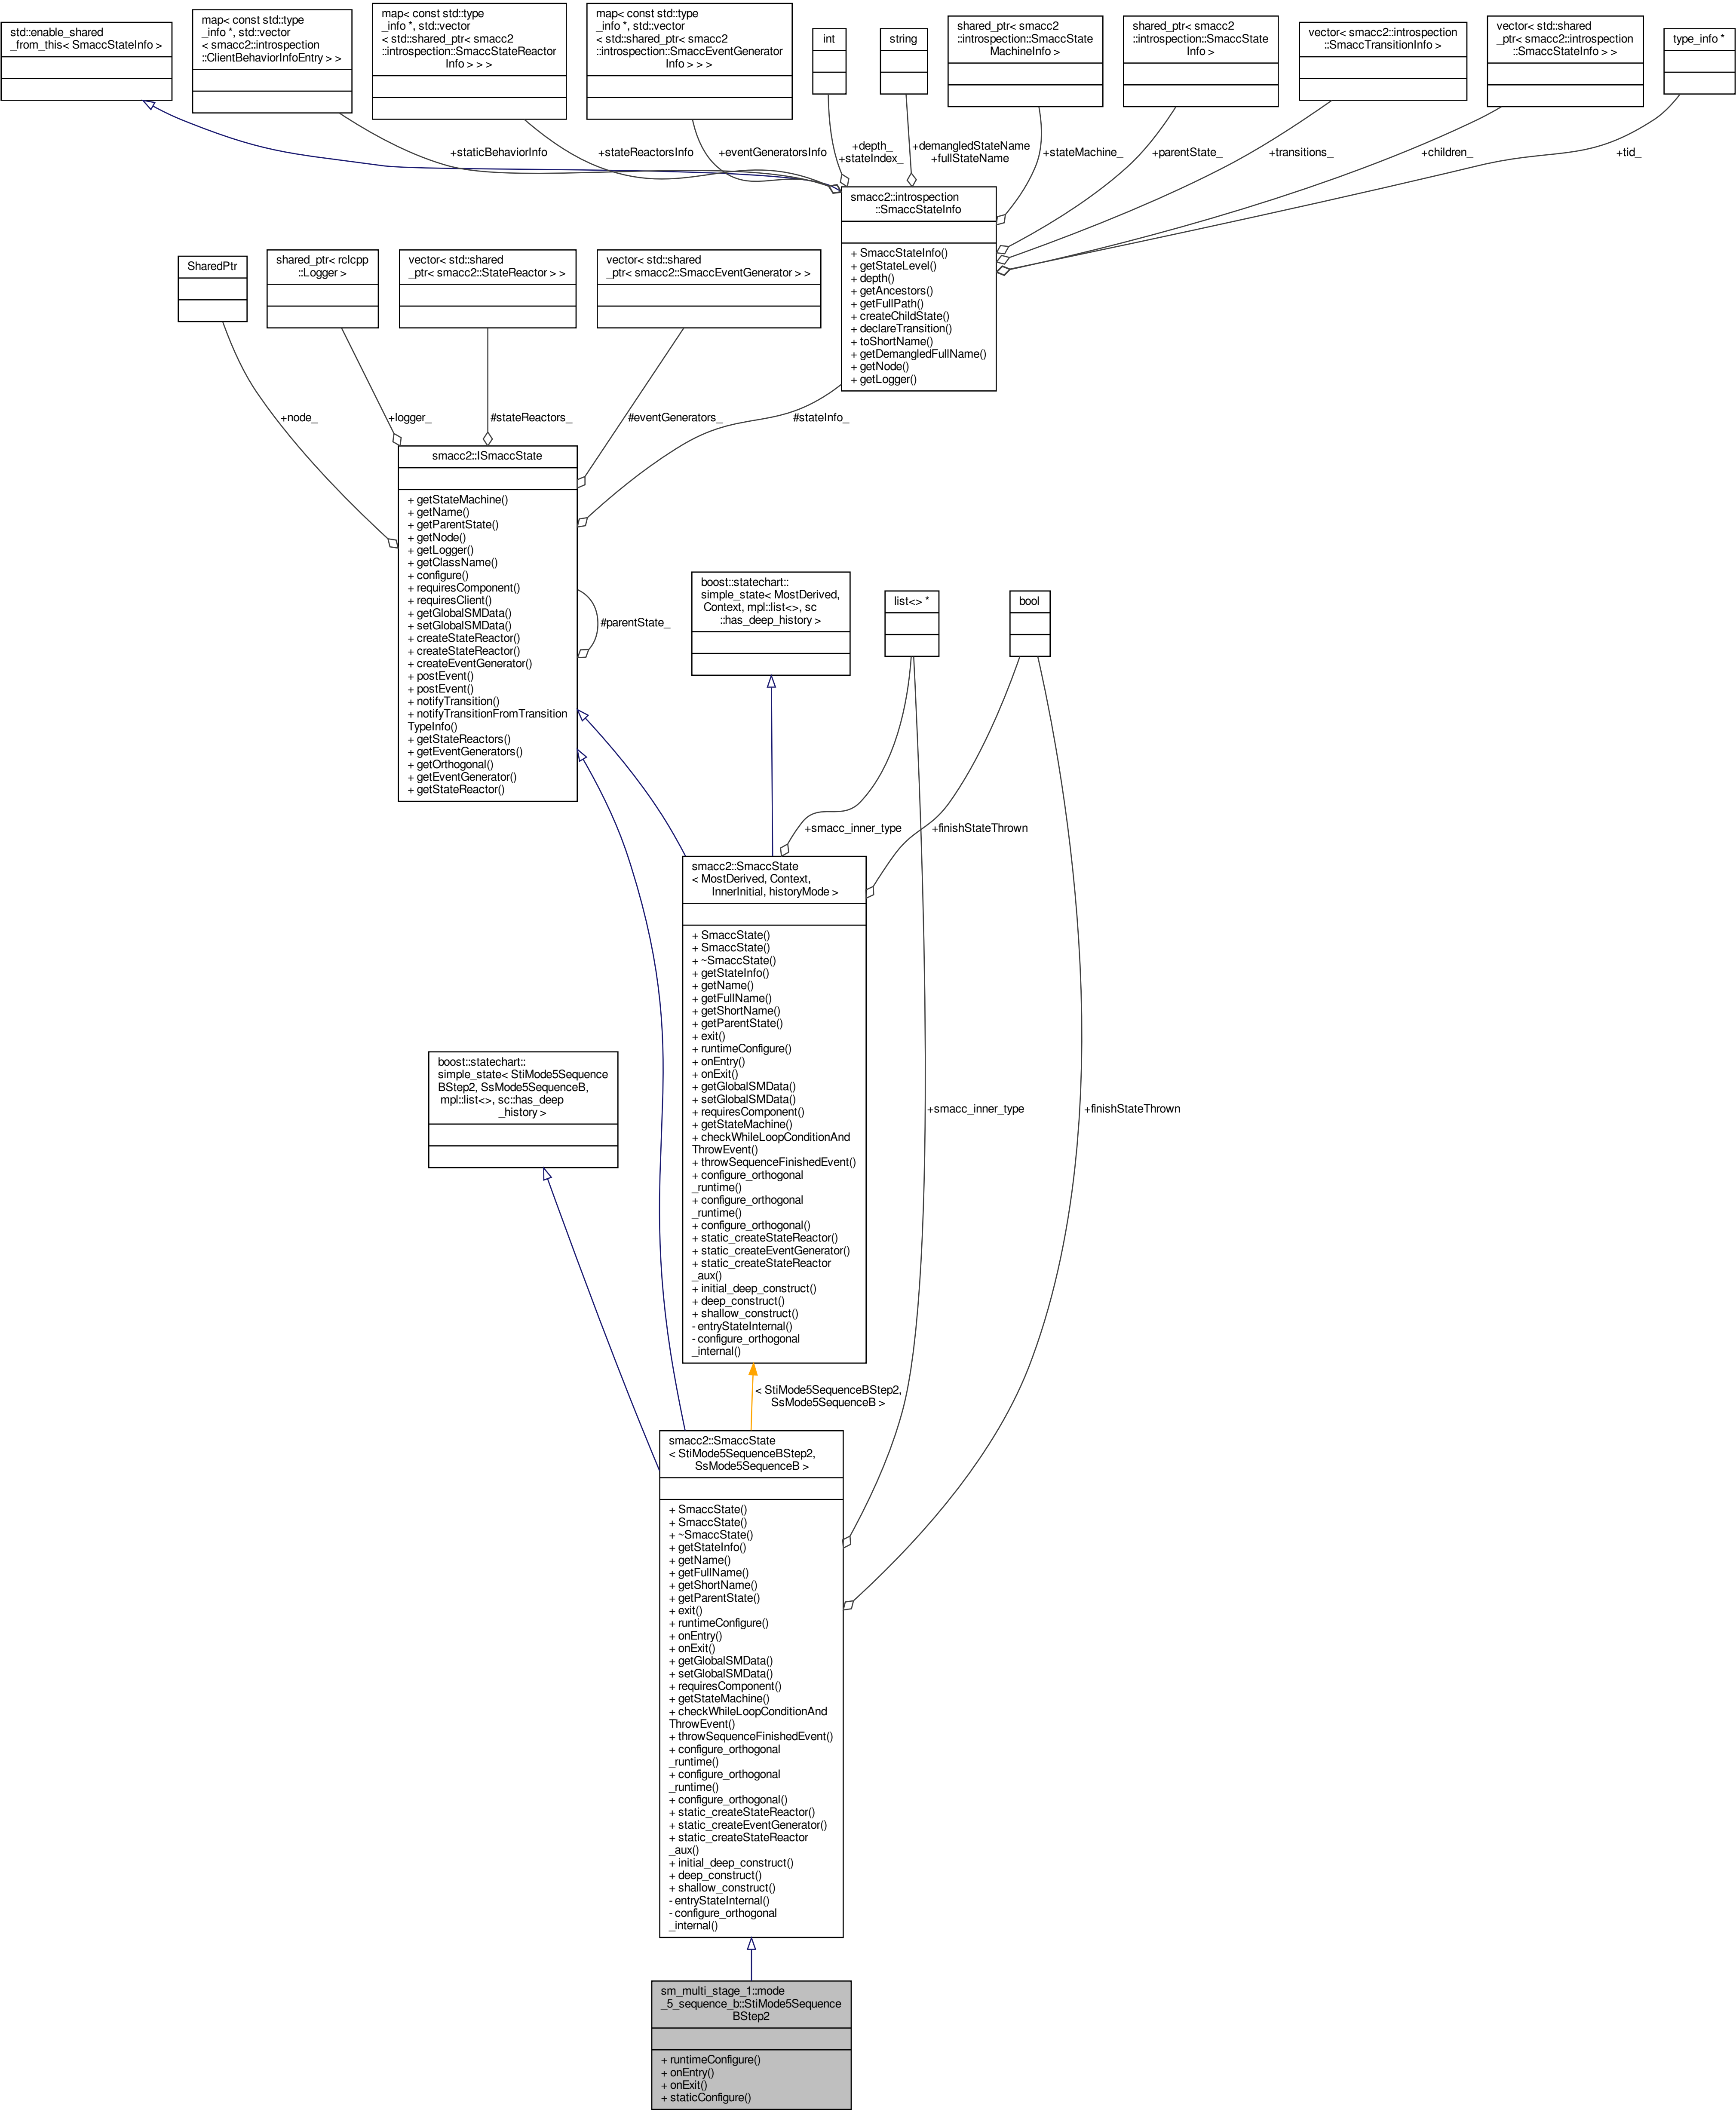 std::enable_shared
_from_this< SmaccStateInfo >
map< const std::type
_info *, std::vector
< smacc2::introspection
::ClientBehaviorInfoEntry > >
map< const std::type
_info *, std::vector
< std::shared_ptr< smacc2
::introspection::SmaccStateReactor
Info > > >
map< const std::type
_info *, std::vector
< std::shared_ptr< smacc2
::introspection::SmaccEventGenerator
Info > > >
int
string
shared_ptr< smacc2
::introspection::SmaccState
MachineInfo >
shared_ptr< smacc2
::introspection::SmaccState
Info >
vector< smacc2::introspection
::SmaccTransitionInfo >
vector< std::shared
_ptr< smacc2::introspection
::SmaccStateInfo > >
type_info *
+staticBehaviorInfo
+stateReactorsInfo
+eventGeneratorsInfo
+depth_
+stateIndex_
+demangledStateName
+fullStateName
+stateMachine_
+parentState_
+transitions_
+children_
+tid_
smacc2::introspection
::SmaccStateInfo
+ SmaccStateInfo()
+ getStateLevel()
+ depth()
+ getAncestors()
+ getFullPath()
+ createChildState()
+ declareTransition()
+ toShortName()
+ getDemangledFullName()
+ getNode()
+ getLogger()
SharedPtr
shared_ptr< rclcpp
::Logger >
vector< std::shared
_ptr< smacc2::StateReactor > >
vector< std::shared
_ptr< smacc2::SmaccEventGenerator > >
+node_
+logger_
#stateReactors_
#eventGenerators_
#stateInfo_
smacc2::ISmaccState
+ getStateMachine()
+ getName()
+ getParentState()
+ getNode()
+ getLogger()
+ getClassName()
+ configure()
+ requiresComponent()
+ requiresClient()
+ getGlobalSMData()
+ setGlobalSMData()
+ createStateReactor()
+ createStateReactor()
+ createEventGenerator()
+ postEvent()
+ postEvent()
+ notifyTransition()
+ notifyTransitionFromTransition
TypeInfo()
+ getStateReactors()
+ getEventGenerators()
+ getOrthogonal()
+ getEventGenerator()
+ getStateReactor()
#parentState_
boost::statechart::
simple_state< MostDerived,
Context, mpl::list<>, sc
::has_deep_history >
list<> *
bool
+smacc_inner_type
+finishStateThrown
smacc2::SmaccState
< MostDerived, Context,
InnerInitial, historyMode >
+ SmaccState()
+ SmaccState()
+ ~SmaccState()
+ getStateInfo()
+ getName()
+ getFullName()
+ getShortName()
+ getParentState()
+ exit()
+ runtimeConfigure()
+ onEntry()
+ onExit()
+ getGlobalSMData()
+ setGlobalSMData()
+ requiresComponent()
+ getStateMachine()
+ checkWhileLoopConditionAnd
ThrowEvent()
+ throwSequenceFinishedEvent()
+ configure_orthogonal
_runtime()
+ configure_orthogonal
_runtime()
+ configure_orthogonal()
+ static_createStateReactor()
+ static_createEventGenerator()
+ static_createStateReactor
_aux()
+ initial_deep_construct()
+ deep_construct()
+ shallow_construct()
- entryStateInternal()
- configure_orthogonal
_internal()
boost::statechart::
simple_state< StiMode5Sequence
BStep2, SsMode5SequenceB,
mpl::list<>, sc::has_deep
_history >
+smacc_inner_type
+finishStateThrown
< StiMode5SequenceBStep2,
SsMode5SequenceB >
smacc2::SmaccState
< StiMode5SequenceBStep2,
SsMode5SequenceB >
+ SmaccState()
+ SmaccState()
+ ~SmaccState()
+ getStateInfo()
+ getName()
+ getFullName()
+ getShortName()
+ getParentState()
+ exit()
+ runtimeConfigure()
+ onEntry()
+ onExit()
+ getGlobalSMData()
+ setGlobalSMData()
+ requiresComponent()
+ getStateMachine()
+ checkWhileLoopConditionAnd
ThrowEvent()
+ throwSequenceFinishedEvent()
+ configure_orthogonal
_runtime()
+ configure_orthogonal
_runtime()
+ configure_orthogonal()
+ static_createStateReactor()
+ static_createEventGenerator()
+ static_createStateReactor
_aux()
+ initial_deep_construct()
+ deep_construct()
+ shallow_construct()
- entryStateInternal()
- configure_orthogonal
_internal()
sm_multi_stage_1::mode
_5_sequence_b::StiMode5Sequence
BStep2
+ runtimeConfigure()
+ onEntry()
+ onExit()
+ staticConfigure()